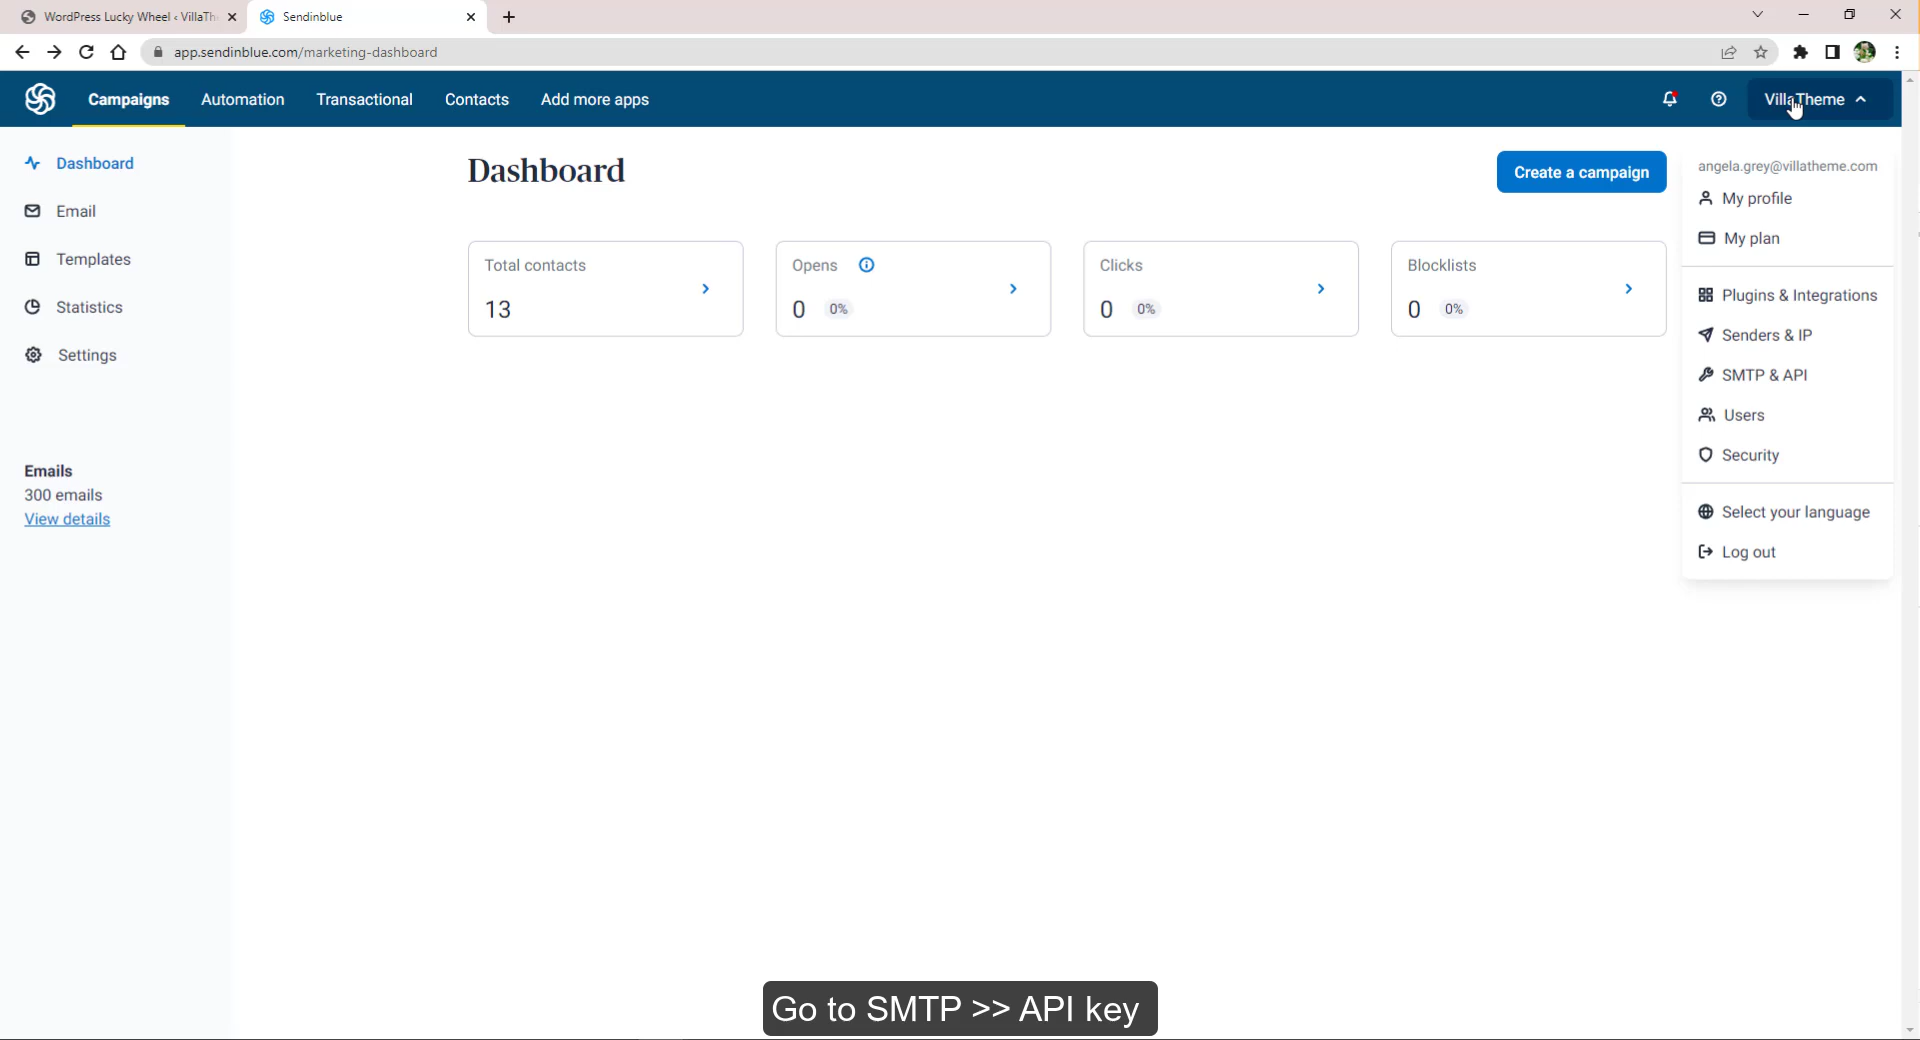 WordPress Lucky Wheel ‹ VillaTh
Sendinblue
app.sendinblue.com/marketing-dashboard
Campaigns
Automation
Transactional
Contacts
Add more apps
VillaTheme
Dashboard
Email
Templates
Statistics
Settings
Emails
300 emails
View details
Dashboard
Create a campaign
Total contacts
13
Opens
0 0%
Clicks
0 0%
Blocklists
0 0%
angela.grey@villatheme.com
My profile
My plan
Plugins & Integrations
Senders & IP
SMTP & API
Users
Security
Select your language
Log out
Go to SMTP >> API key